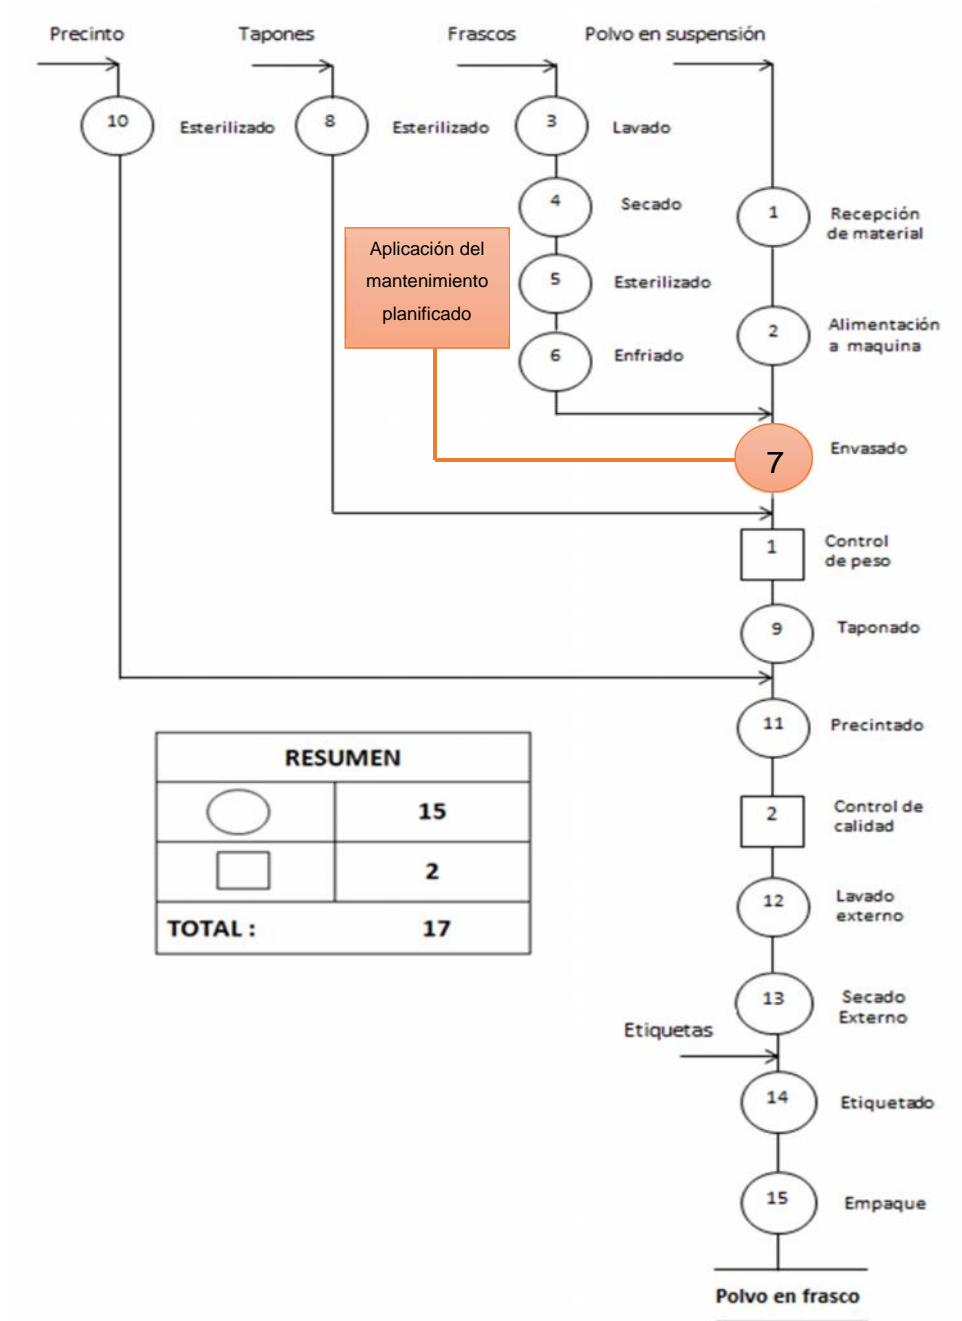 Precinto
Tapones
Frascos
Polvo en suspensión
10
Esterilizado
8
Esterilizado
3
Lavado
4
Secado
1
Recepción
de material
Aplicación del
mantenimiento
planificado
5
Esterilizado
2
Alimentación
a maquina
6
Enfriado
7
Envasado
1
Control
de peso
9
Taponado
11
Precintado
RESUMEN
15
2
TOTAL : 17
2
Control de
calidad
12
Lavado
externo
13
Secado
Externo
Etiquetas
14
Etiquetado
15
Empaque
Polvo en frasco